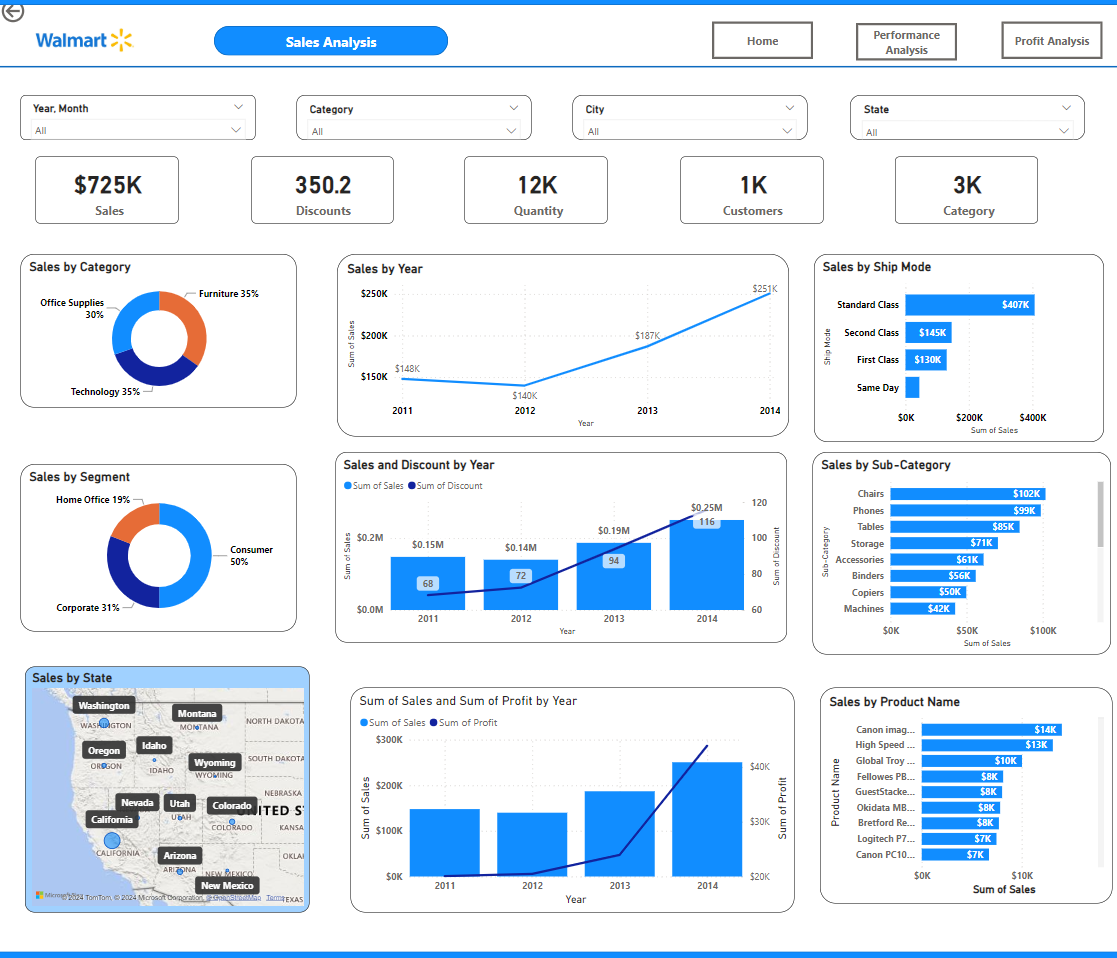 Walmart
Sales Analysis
Home
Performance
Analysis
Profit Analysis
Year, Month
All
Category
All
City
All
State
All
$725K
Sales
350.2
Discounts
12K
Quantity
1K
Customers
3K
Category
Sales by Category
Office Supplies
30%
Furniture 35%
Technology 35%
Sales by Year
Sum of Sales
$250K
$200K
$150K
$148K
$140K
$187K
$251K
2011
2012
2013
2014
Year
Sales by Ship Mode
Ship Mode
Standard Class
$407K
Second Class
$145K
First Class
$130K
Same Day
$0K
$200K
$400K
Sum of Sales
Sales by Segment
Home Office 19%
Consumer
50%
Corporate 31%
Sales and Discount by Year
Sum of Sales
Sum of Discount
Sum of Sales
$0.2M
$0.0M
$0.15M
$0.14M
$0.19M
$0.25M
68
72
94
116
120
100
80
60
Sum of Discount
2011
2012
2013
2014
Year
Sales by Sub-Category
Sub-Category
Chairs
$102K
Phones
$99K
Tables
$85K
Storage
$71K
Accessories
$61K
Binders
$56K
Copiers
$50K
Machines
$42K
$0K
$50K
$100K
Sum of Sales
Sales by State
Washington
WASHINGTON
Montana
MONTANA
NORTH DAKOTA
Oregon
OREGON
Idaho
IDAHO
Wyoming
WYOMING
SOUTH DAKOTA
NEBRASKA
Nevada
Utah
UTAH
Colorado
COLORADO
UNITED ST
KANSA
California
CALIFORNIA
Arizona
ARIZONA
NEW MEXICO
New Mexico
OKLA
TEXAS
© 2024 TomTom, © 2024 Microsoft Corporation, © OpenStreetMap Terms
Sum of Sales and Sum of Profit by Year
Sum of Sales
Sum of Profit
Sum of Sales
$300K
$200K
$100K
$0K
$40K
$30K
$20K
Sum of Profit
2011
2012
2013
2014
Year
Sales by Product Name
Product Name
Canon imag...
$14K
High Speed ...
$13K
Global Troy ...
$10K
Fellowes PB...
$8K
GuestStacke...
$8K
Okidata MB...
$8K
Bretford Re...
$8K
Logitech P7...
$7K
Canon PC10...
$7K
$0K
$10K
Sum of Sales